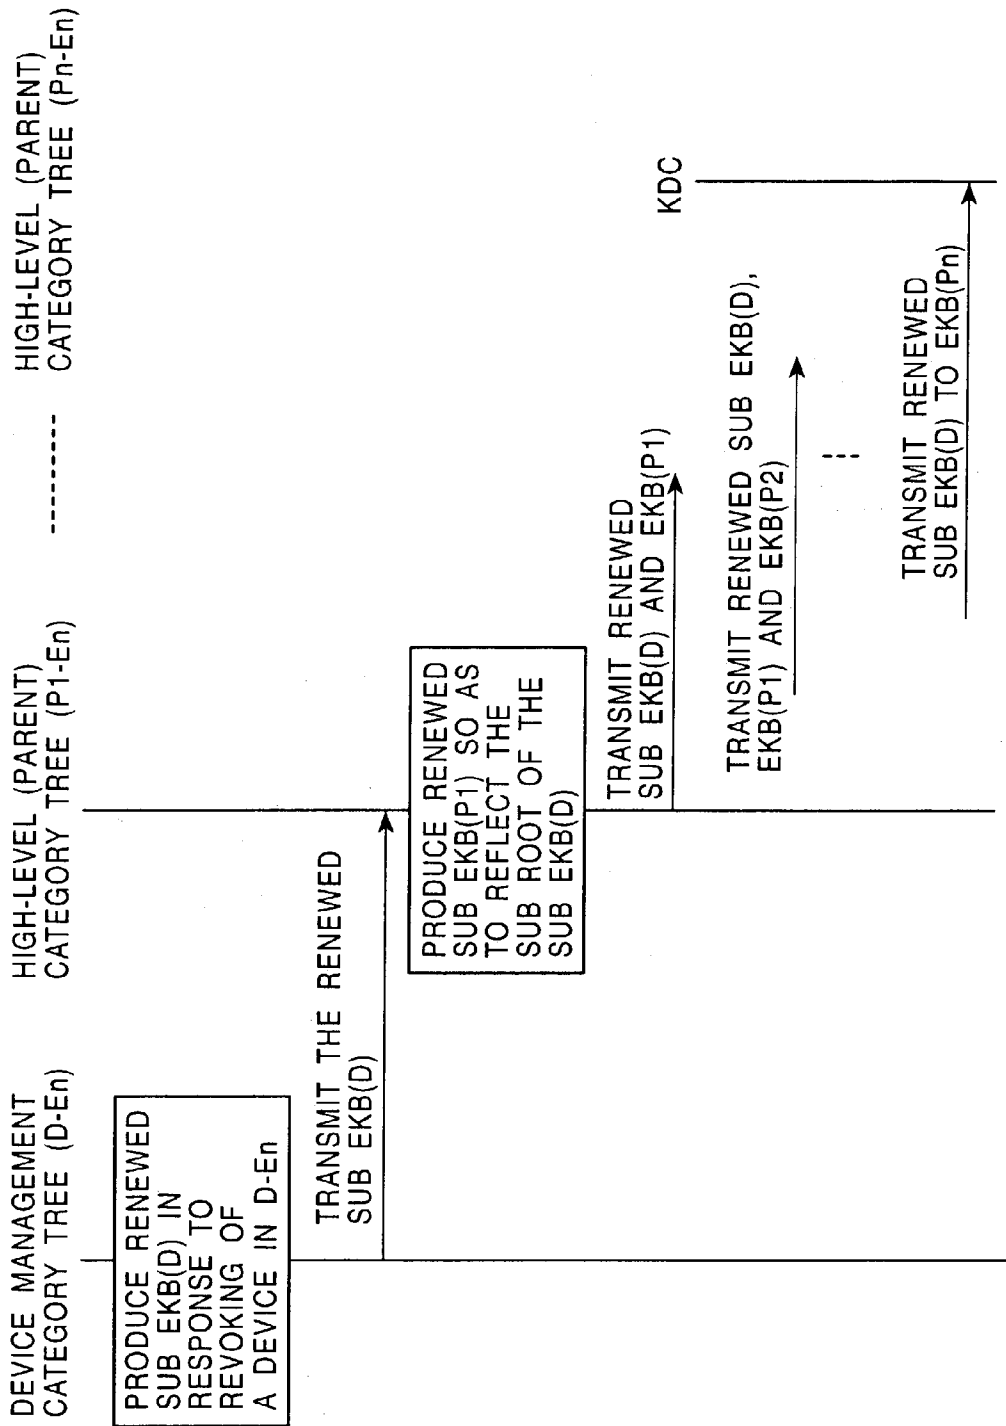 DEVICE MANAGEMENT
CATEGORY TREE (D-En)
HIGH-LEVEL (PARENT)
CATEGORY TREE (P1-En)
---------
HIGH-LEVEL (PARENT)
CATEGORY TREE (Pn-En)
PRODUCE RENEWED
SUB EKB(D) IN
RESPONSE TO
REVOKING OF
A DEVICE IN D-En
TRANSMIT THE RENEWED
SUB EKB(D)
PRODUCE RENEWED
SUB EKB(P1) SO AS
TO REFLECT THE
SUB ROOT OF THE
SUB EKB(D)
TRANSMIT RENEWED
SUB EKB(D) AND EKB(P1)
KDC
TRANSMIT RENEWED SUB EKB(D),
EKB(P1) AND EKB(P2)
---
TRANSMIT RENEWED
SUB EKB(D) TO EKB(Pn)